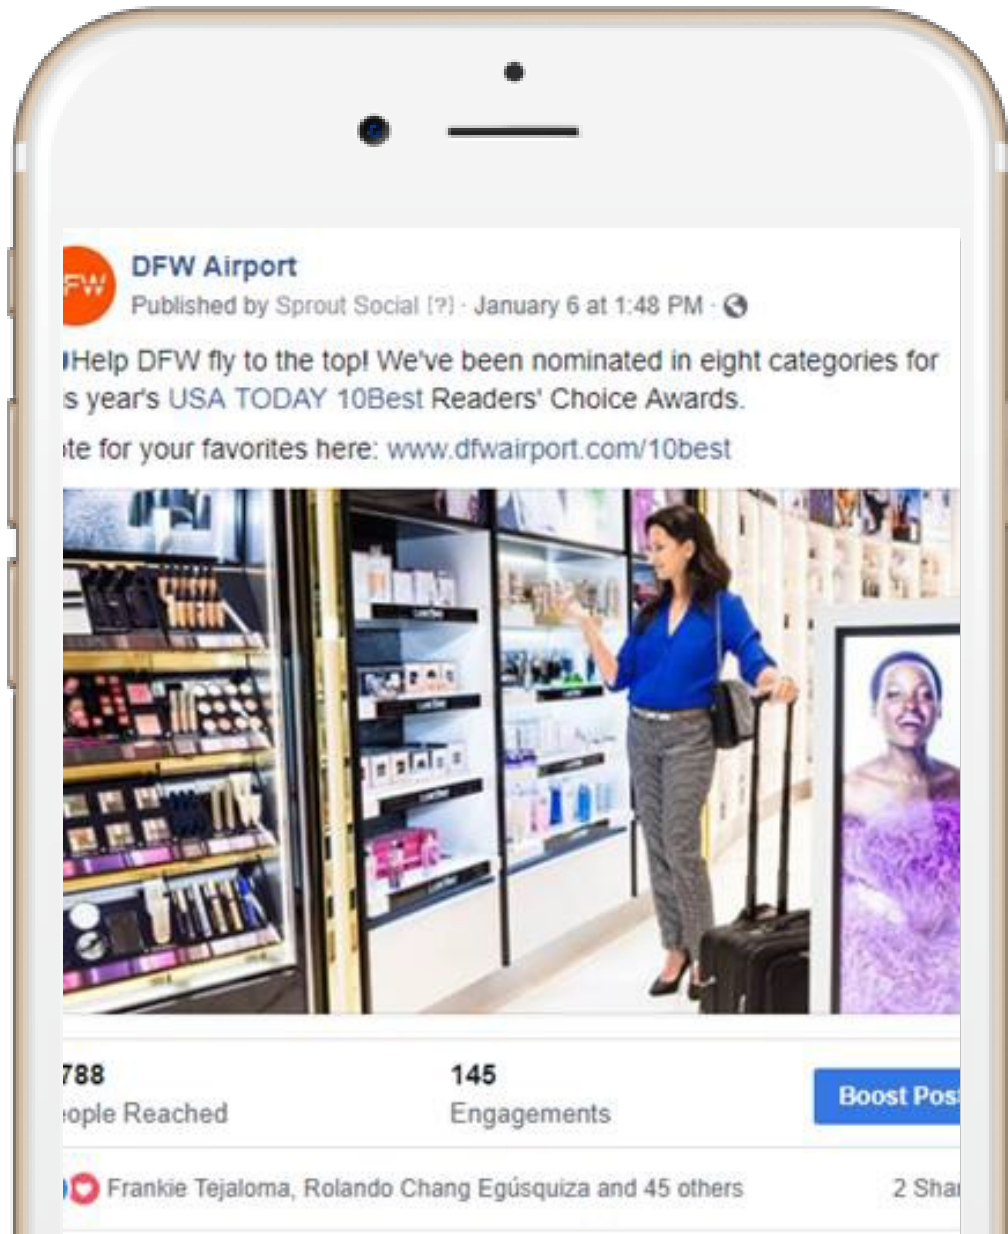 FW
DFW Airport
Published by Sprout Social [?] · January 6 at 1:48 PM ·
Help DFW fly to the top! We've been nominated in eight categories for
s year's USA TODAY 10Best Readers' Choice Awards.
te for your favorites here: www.dfwairport.com/10best
788
145
ople Reached
Engagements
Boost Pos
Frankie Tejaloma, Rolando Chang Egúsquiza and 45 others
2 Shar